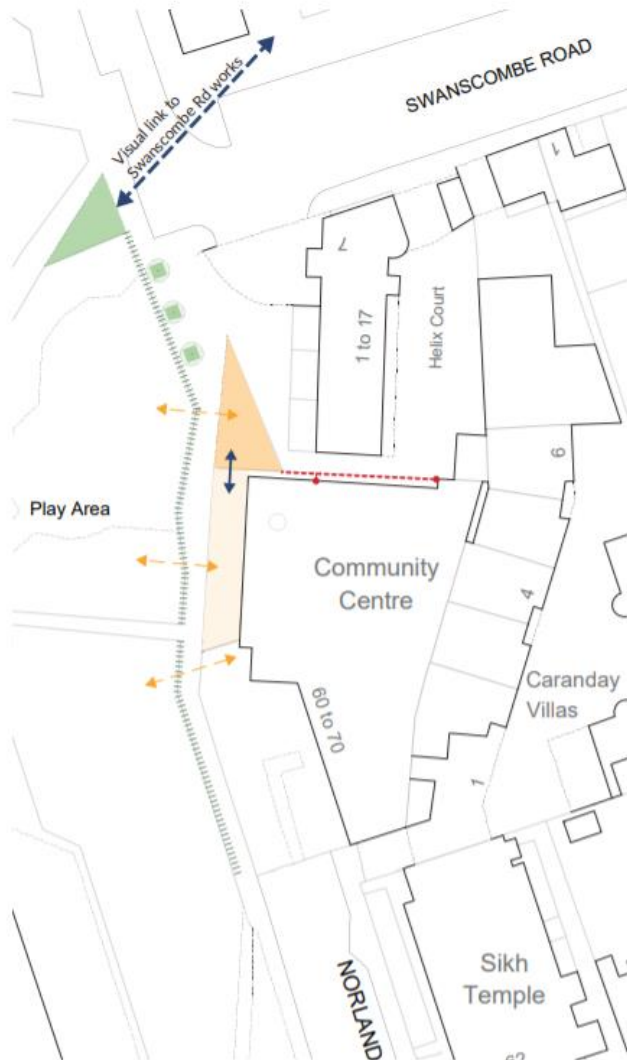 Visual link to
Swanscombe Rd works
SWANSCOMBE ROAD
1
7
1 to 17
Helix Court
9
Play Area
Community
Centre
4
Caranday
Villas
60 to 70
1
NORLAND
Sikh
Temple